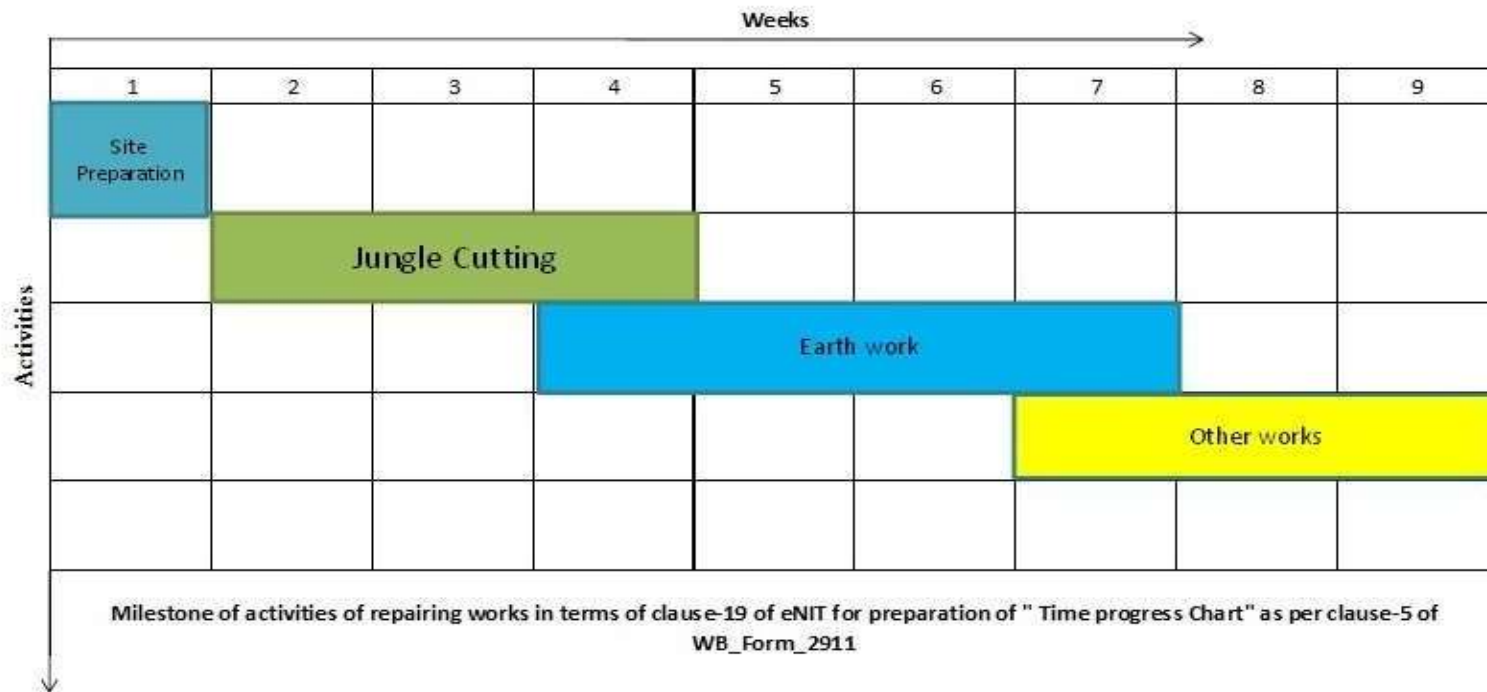 Weeks
1 2 3 4 5 6 7 8 9
Site
Preparation
Jungle Cutting
Activities
Earth work
Other works
Milestone of activities of repairing works in terms of clause-19 of eNIT for preparation of " Time progress Chart" as per clause-5 of
WB_Form_2911